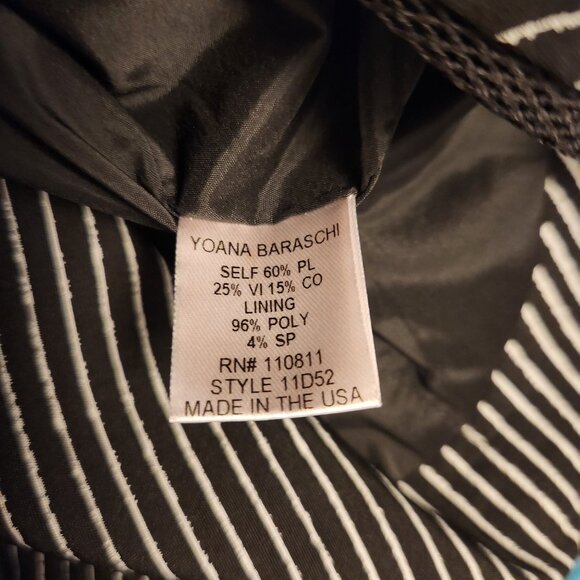 YOANA BARASCHI
SELF 60% PL
25% VI 15% CO
LINING
96% POLY
4% SP
RN# 110811
STYLE 11D52
MADE IN THE USA